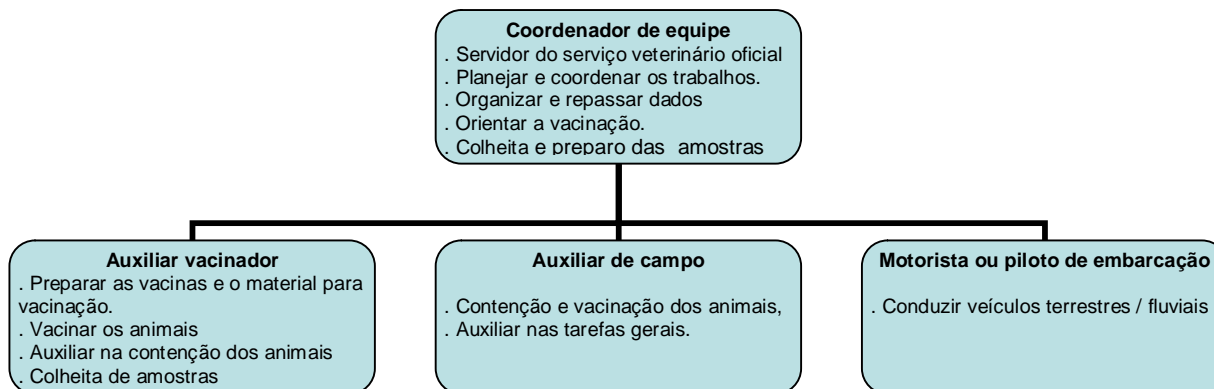 Coordenador de equipe
. Servidor do serviço veterinário oficial
. Planejar e coordenar os trabalhos.
. Organizar e repassar dados
. Orientar a vacinação.
. Colheita e preparo das amostras
Auxiliar vacinador
. Preparar as vacinas e o material para
vacinação.
. Vacinar os animais
. Auxiliar na contenção dos animais
. Colheita de amostras
Auxiliar de campo
. Contenção e vacinação dos animais,
. Auxiliar nas tarefas gerais.
Motorista ou piloto de embarcação
. Conduzir veículos terrestres / fluviais